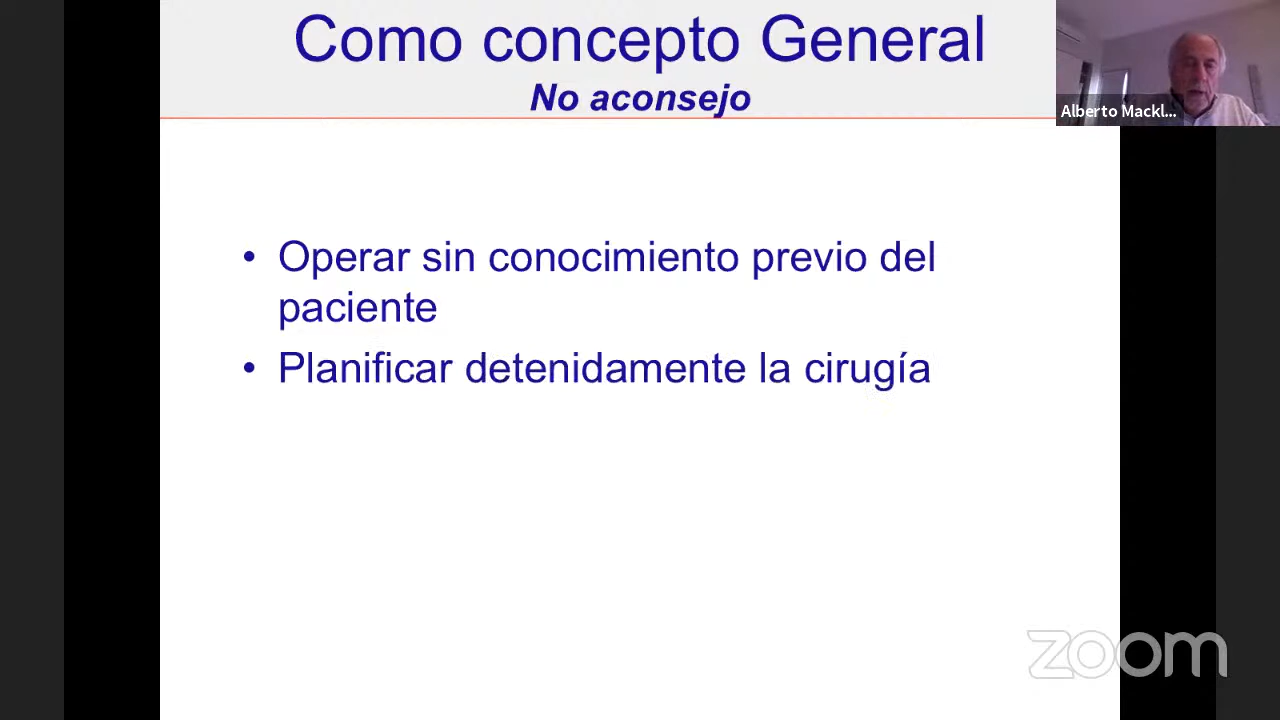 Como concepto General
No aconsejo
Alberto Mackl...
• Operar sin conocimiento previo del
paciente
• Planificar detenidamente la cirugía
zoom